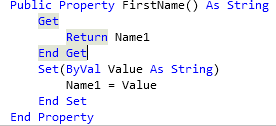 Public Property FirstName() As String
Get
Return Name1
End Get
Set(ByVal Value As String)
Name1 = Value
End Set
End Property